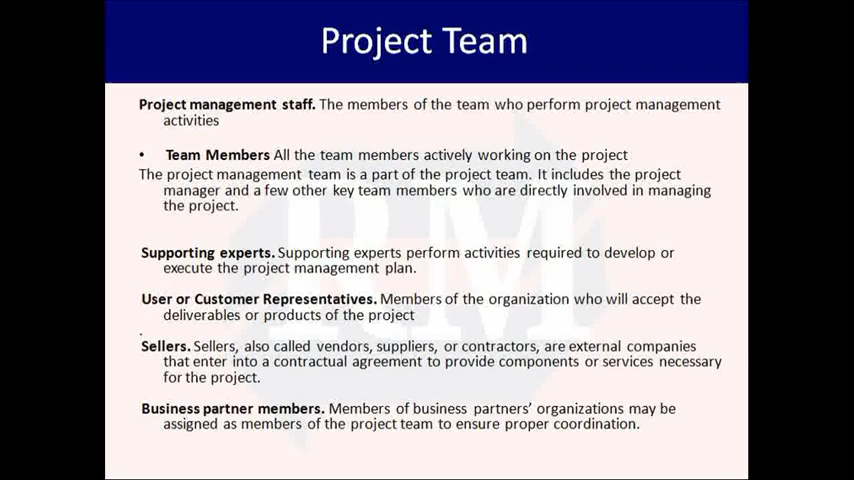 Project Team
Project management staff. The members of the team who perform project management
activities
• Team Members All the team members actively working on the project
The project management team is a part of the project team. It includes the project
manager and a few other key team members who are directly involved in managing
the project.
Supporting experts. Supporting experts perform activities required to develop or
execute the project management plan.
User or Customer Representatives. Members of the organization who will accept the
deliverables or products of the project
.
Sellers. Sellers, also called vendors, suppliers, or contractors, are external companies
that enter into a contractual agreement to provide components or services necessary
for the project.
Business partner members. Members of business partners’ organizations may be
assigned as members of the project team to ensure proper coordination.
RM